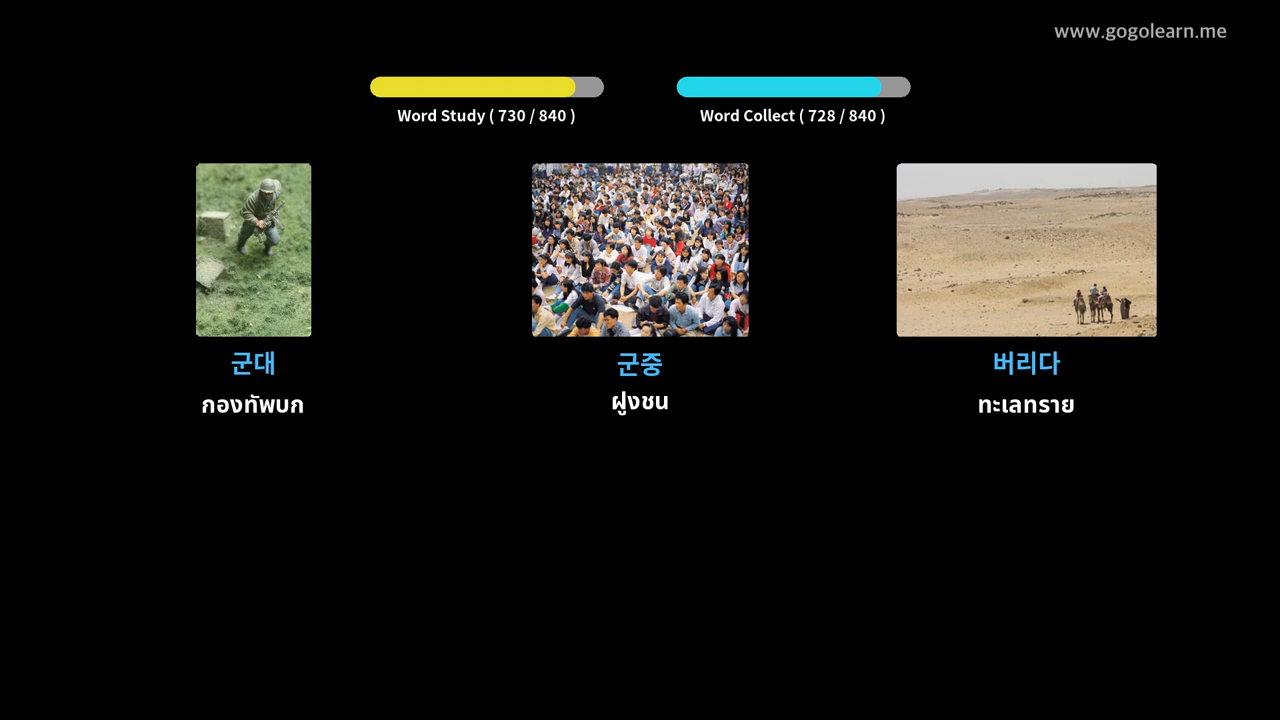 www.gogolearn.me
Word Study ( 730 / 840 )
Word Collect ( 728 / 840 )
군대
กองทัพบก
군중
ฝูงชน
버리다
ทะเลทราย